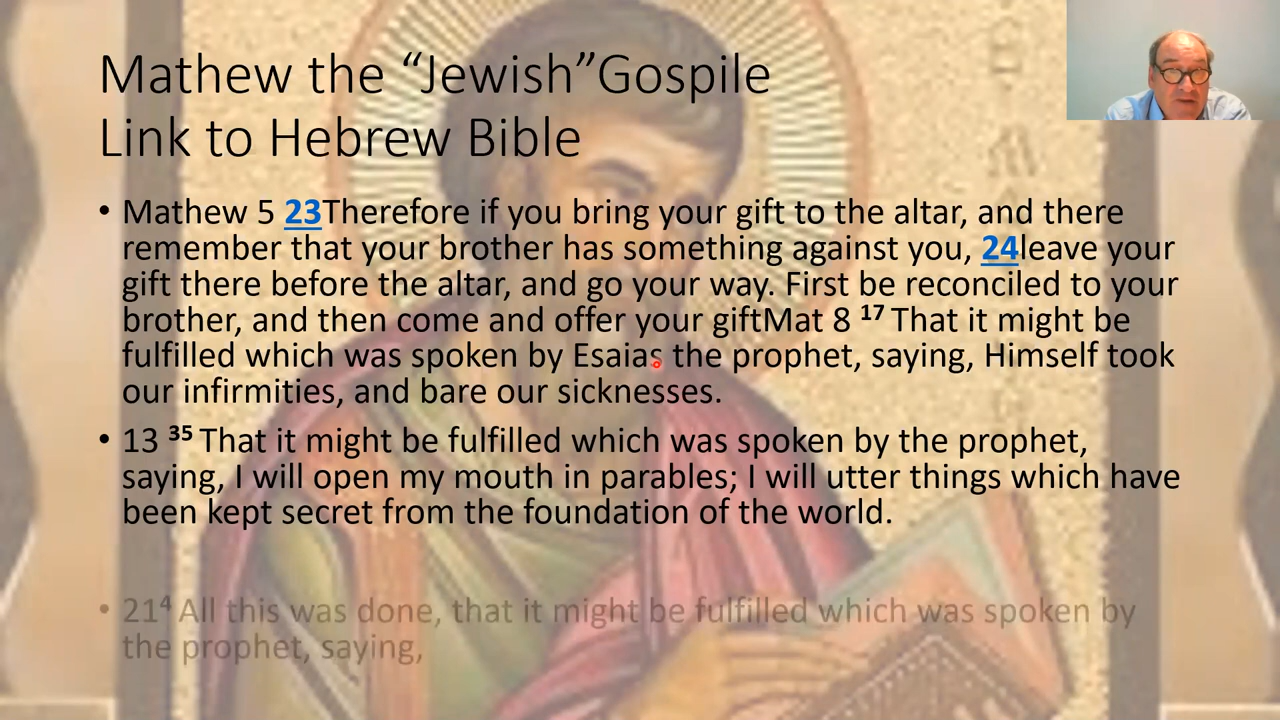 Mathew the “Jewish”Gospile
Link to Hebrew Bible
• Mathew 5 23Therefore if you bring your gift to the altar, and there
remember that your brother has something against you, 24leave your
gift there before the altar, and go your way. First be reconciled to your
brother, and then come and offer your giftMat 8 17 That it might be
fulfilled which was spoken by Esaias the prophet, saying, Himself took
our infirmities, and bare our sicknesses.
• 13 35 That it might be fulfilled which was spoken by the prophet,
saying, I will open my mouth in parables; I will utter things which have
been kept secret from the foundation of the world.
• 214 All this was done, that it might be fulfilled which was spoken by
the prophet, saying,